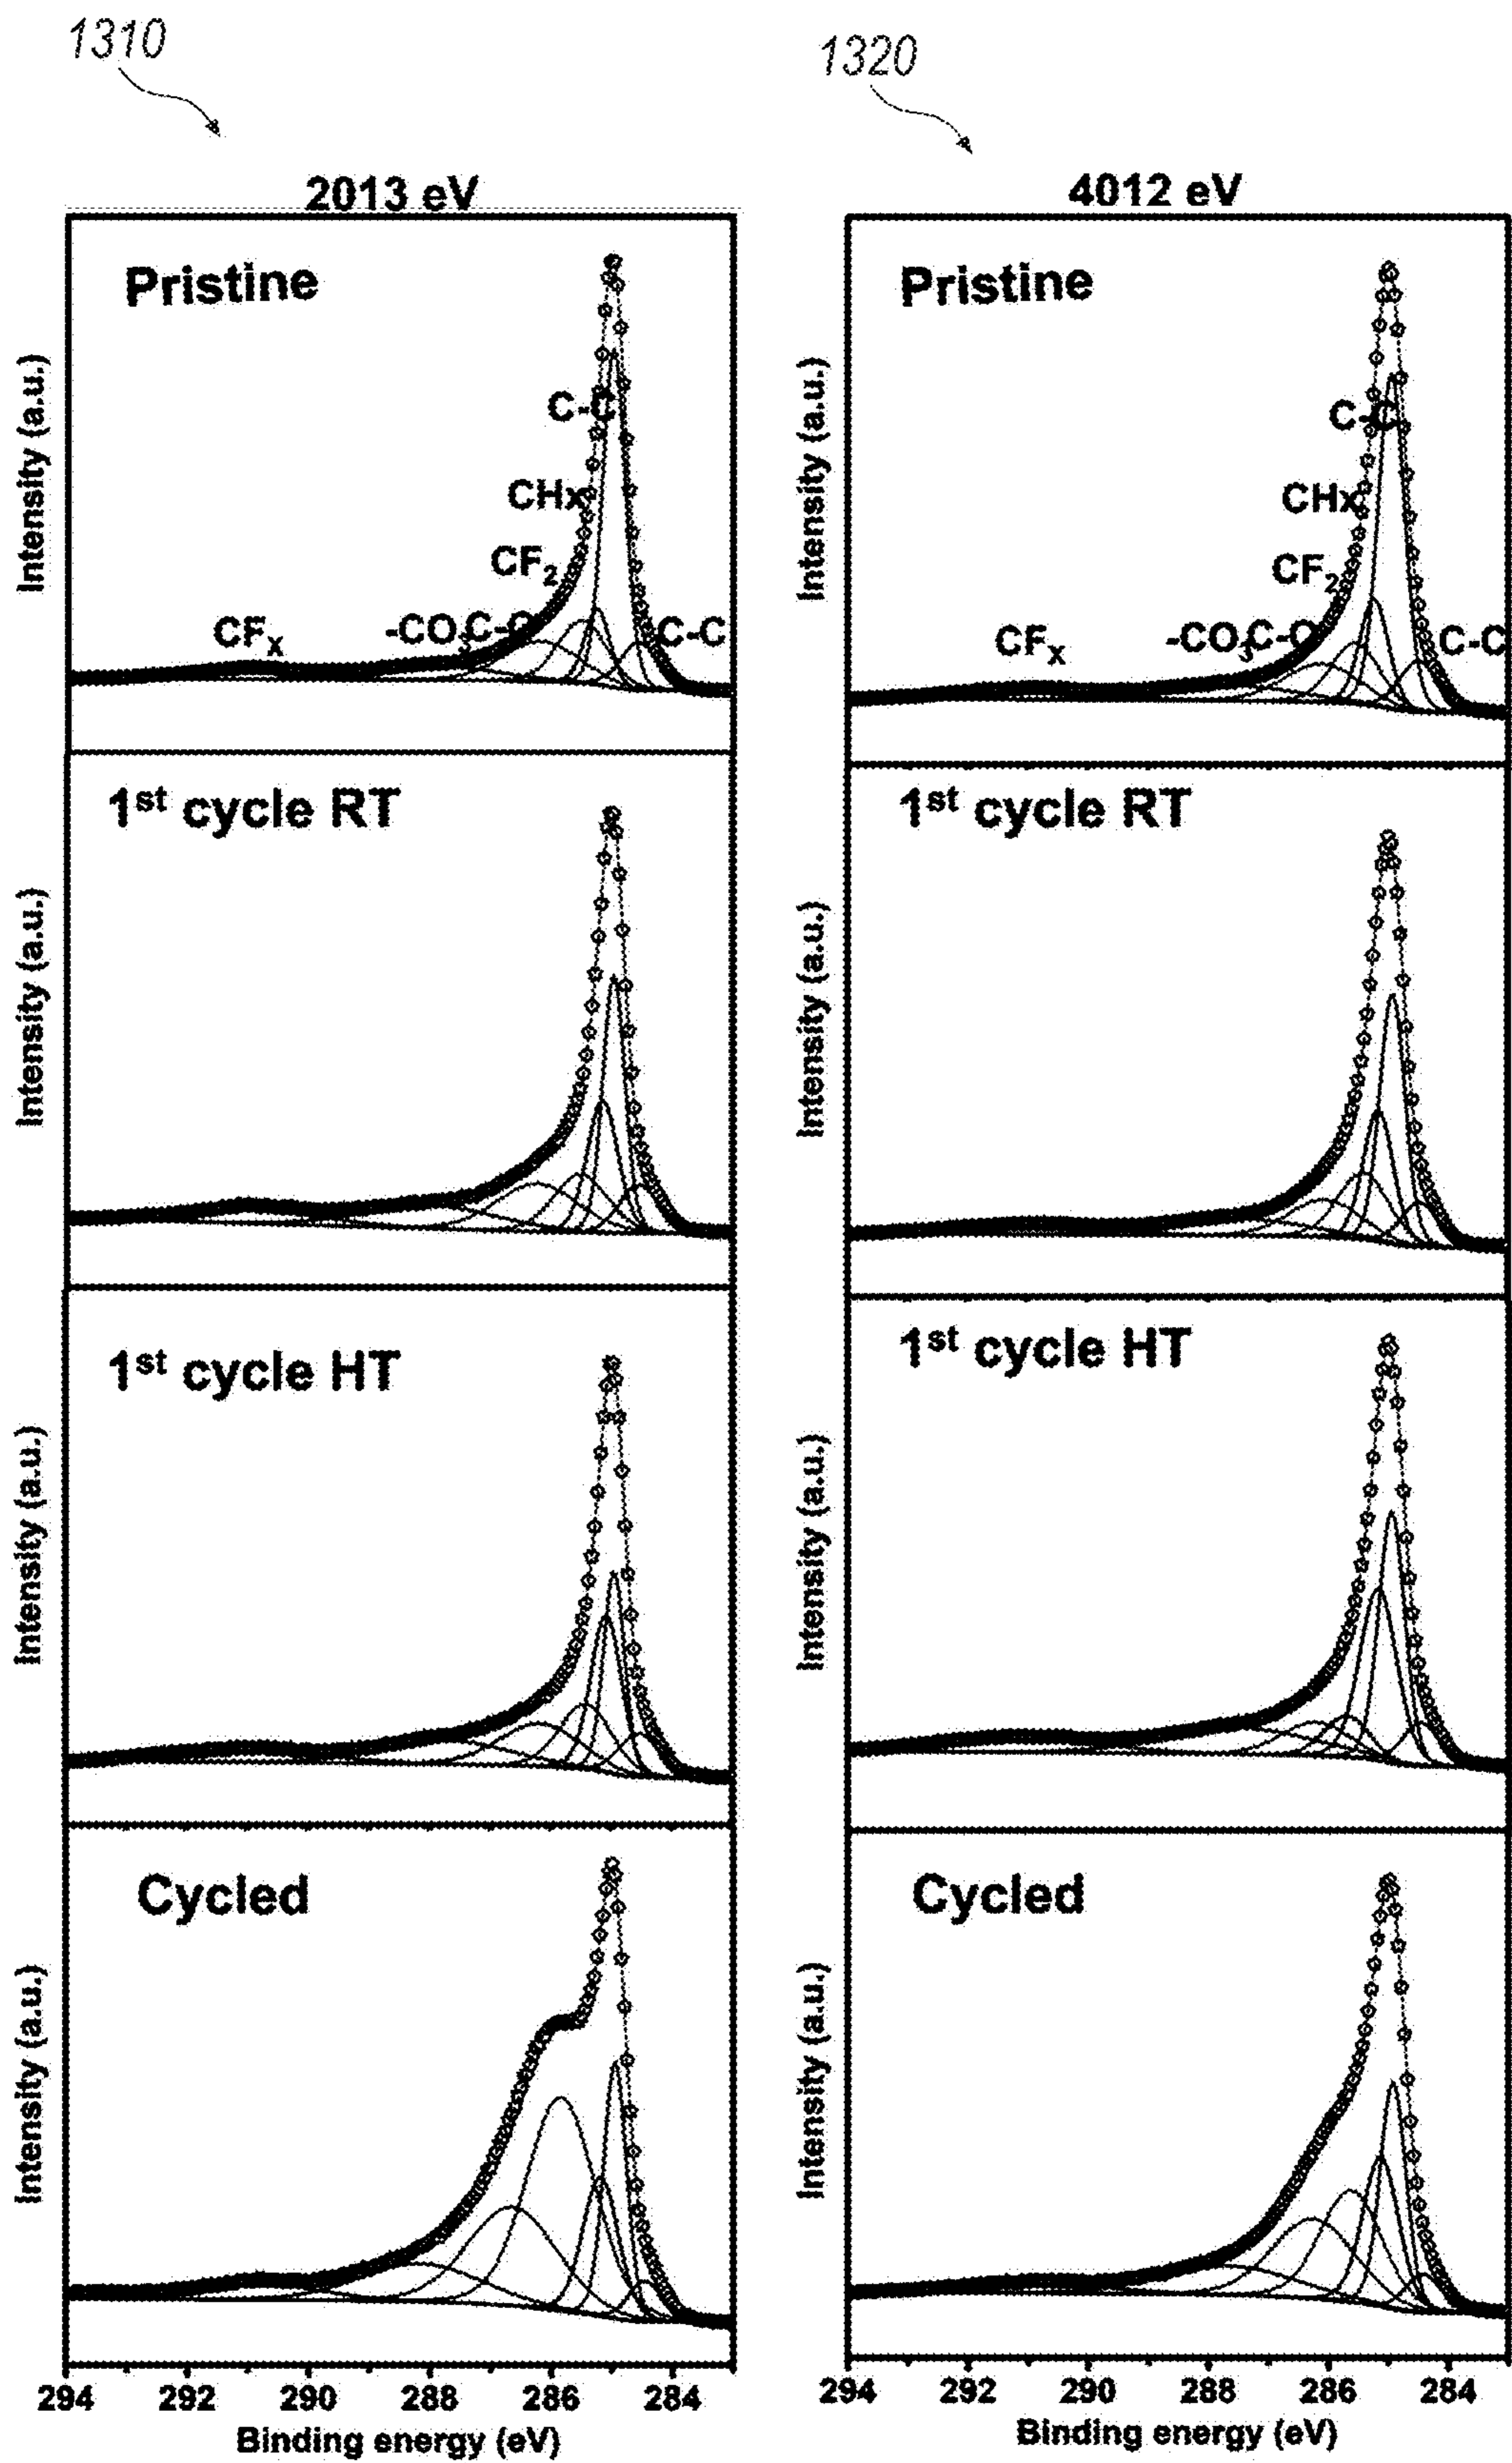 1310
1320
2013 eV
4012 eV
Pristine
Intensity (a.u.)
C-C
CHx
CF₂
CFₓ
-CO₃
C-O
C-C
Pristine
Intensity (a.u.)
C-C
CHx
CF₂
CFₓ
-CO₃
C-O
C-C
1st cycle RT
Intensity (a.u.)
1st cycle RT
Intensity (a.u.)
1st cycle HT
Intensity (a.u.)
1st cycle HT
Intensity (a.u.)
Cycled
Intensity (a.u.)
Cycled
Intensity (a.u.)
294 292 290 288 286 284
Binding energy (eV)
294 292 290 288 286 284
Binding energy (eV)